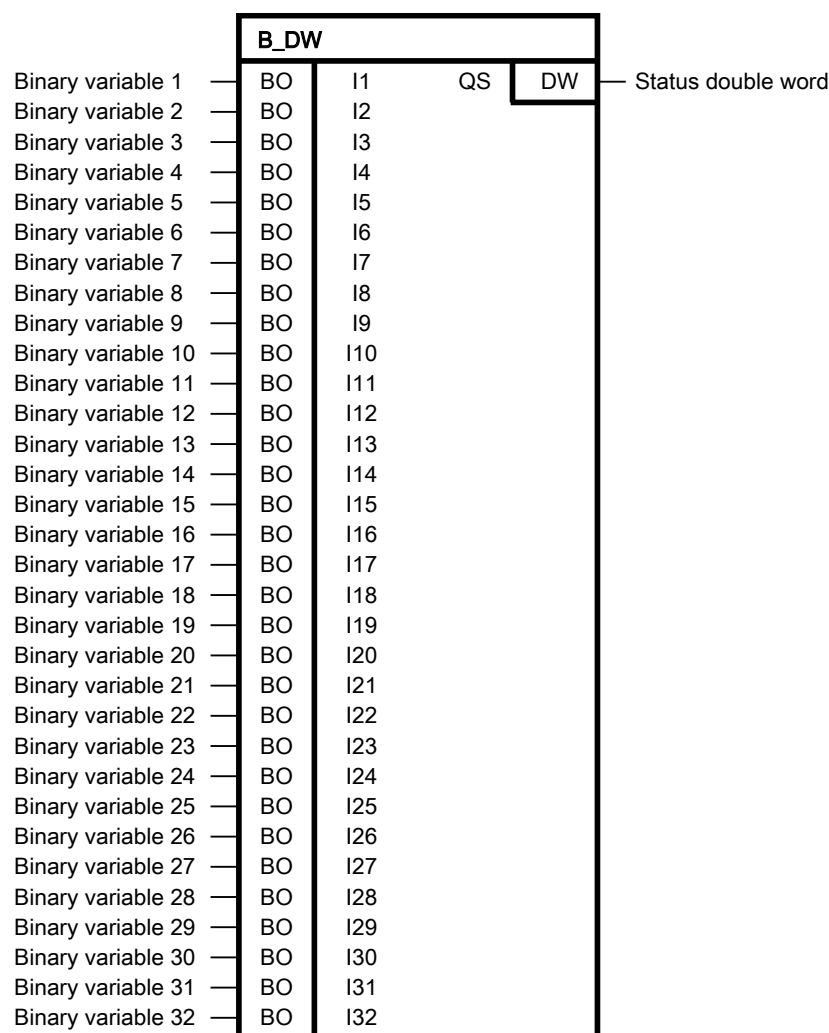 B_DW
Binary variable 1 BO I1 QS DW Status double word
Binary variable 2 BO I2
Binary variable 3 BO I3
Binary variable 4 BO I4
Binary variable 5 BO I5
Binary variable 6 BO I6
Binary variable 7 BO I7
Binary variable 8 BO I8
Binary variable 9 BO I9
Binary variable 10 BO I10
Binary variable 11 BO I11
Binary variable 12 BO I12
Binary variable 13 BO I13
Binary variable 14 BO I14
Binary variable 15 BO I15
Binary variable 16 BO I16
Binary variable 17 BO I17
Binary variable 18 BO I18
Binary variable 19 BO I19
Binary variable 20 BO I20
Binary variable 21 BO I21
Binary variable 22 BO I22
Binary variable 23 BO I23
Binary variable 24 BO I24
Binary variable 25 BO I25
Binary variable 26 BO I26
Binary variable 27 BO I27
Binary variable 28 BO I28
Binary variable 29 BO I29
Binary variable 30 BO I30
Binary variable 31 BO I31
Binary variable 32 BO I32